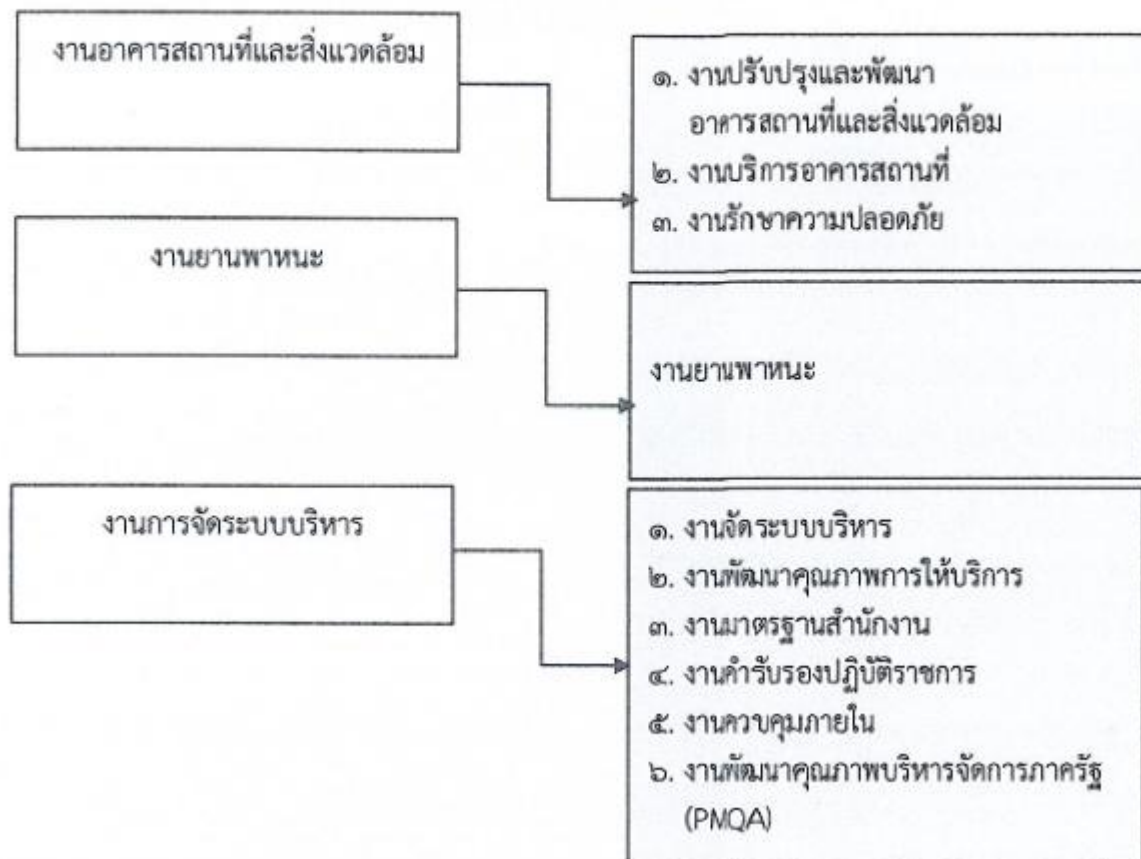 งานอาคารสถานที่และสิ่งแวดล้อม
๑. งานปรับปรุงและพัฒนา
อาคารสถานที่และสิ่งแวดล้อม
๒. งานบริการอาคารสถานที่
๓. งานรักษาความปลอดภัย
งานยานพาหนะ
งานยานพาหนะ
งานการจัดระบบบริหาร
๑. งานจัดระบบบริหาร
๒. งานพัฒนาคุณภาพการให้บริการ
๓. งานมาตรฐานสำนักงาน
๔. งานคำรับรองปฏิบัติราชการ
๕. งานควบคุมภายใน
๖. งานพัฒนาคุณภาพบริหารจัดการภาครัฐ
(PMQA)